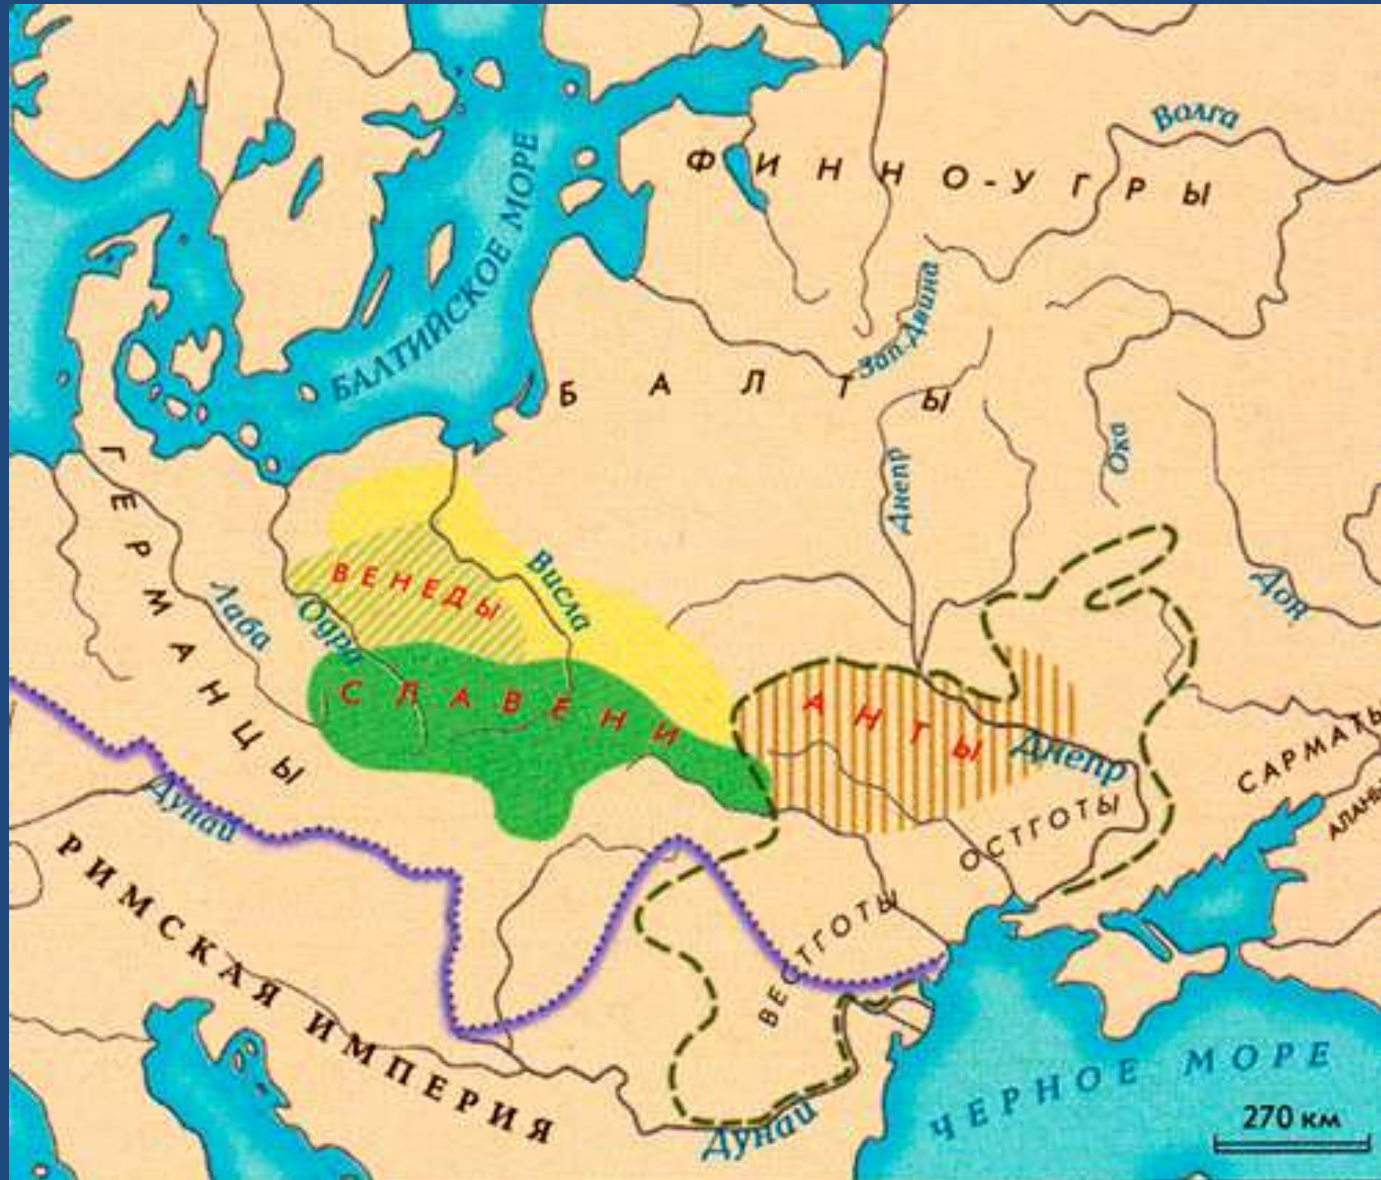 Волга
ФИННО-УГРЫ
БАЛТИЙСКОЕ МОРЕ
Зап. Двина
БАЛТЫ
Ока
Днепр
ГЕРМАНЦЫ
Висла
ВЕНЕДЫ
Дон
Лаба
Одра
СЛАВЕНИ
АНТЫ
Днепр
САРМАТЫ
АЛАНЫ
Дунай
ОСТГОТЫ
РИМСКАЯ ИМПЕРИЯ
ВЕСТГОТЫ
ЧЕРНОЕ МОРЕ
Дунай
270 км